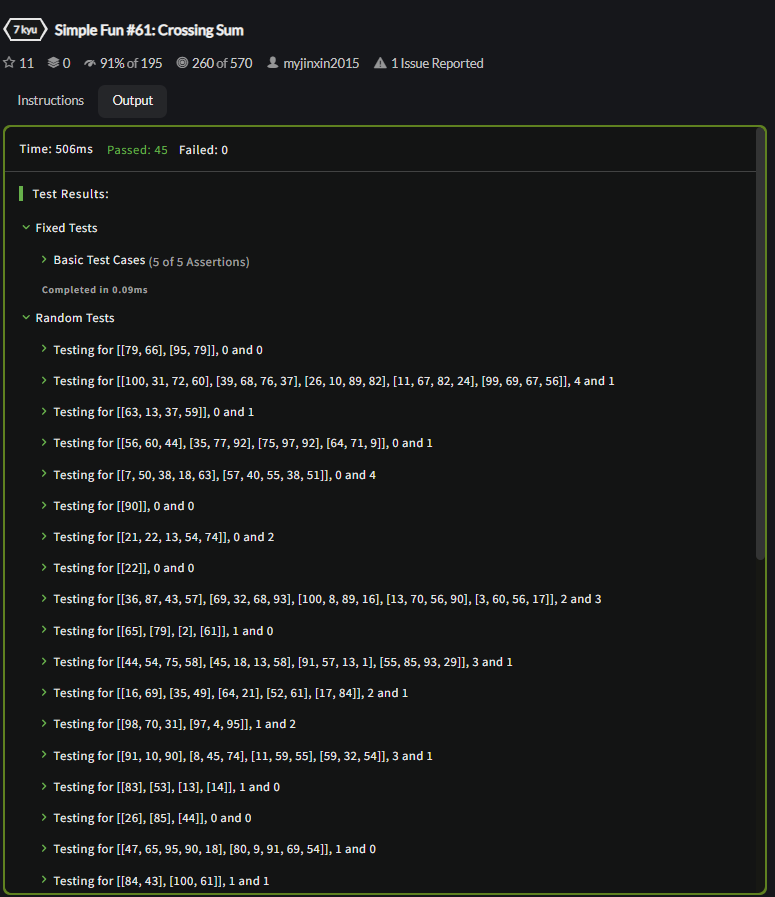 7 kyu Simple Fun #61: Crossing Sum
11 0 91% of 195 260 of 570 myjinxin2015 1 Issue Reported
Instructions Output
Time: 506ms Passed: 45 Failed: 0
Test Results:
Fixed Tests
Basic Test Cases (5 of 5 Assertions)
Completed in 0.09ms
Random Tests
Testing for [[79, 66], [95, 79]], 0 and 0
Testing for [[100, 31, 72, 60], [39, 68, 76, 37], [26, 10, 89, 82], [11, 67, 82, 24], [99, 69, 67, 56]], 4 and 1
Testing for [[63, 13, 37, 59]], 0 and 1
Testing for [[56, 60, 44], [35, 77, 92], [75, 97, 92], [64, 71, 9]], 0 and 1
Testing for [[7, 50, 38, 18, 63], [57, 40, 55, 38, 51]], 0 and 4
Testing for [[90]], 0 and 0
Testing for [[21, 22, 13, 54, 74]], 0 and 2
Testing for [[22]], 0 and 0
Testing for [[36, 87, 43, 57], [69, 32, 68, 93], [100, 8, 89, 16], [13, 70, 56, 90], [3, 60, 56, 17]], 2 and 3
Testing for [[65], [79], [2], [61]], 1 and 0
Testing for [[44, 54, 75, 58], [45, 18, 13, 58], [91, 57, 13, 1], [55, 85, 93, 29]], 3 and 1
Testing for [[16, 69], [35, 49], [64, 21], [52, 61], [17, 84]], 2 and 1
Testing for [[98, 70, 31], [97, 4, 95]], 1 and 2
Testing for [[91, 10, 90], [8, 45, 74], [11, 59, 55], [59, 32, 54]], 3 and 1
Testing for [[83], [53], [13], [14]], 1 and 0
Testing for [[26], [85], [44]], 0 and 0
Testing for [[47, 65, 95, 90, 18], [80, 9, 91, 69, 54]], 1 and 0
Testing for [[84, 43], [100, 61]], 1 and 1